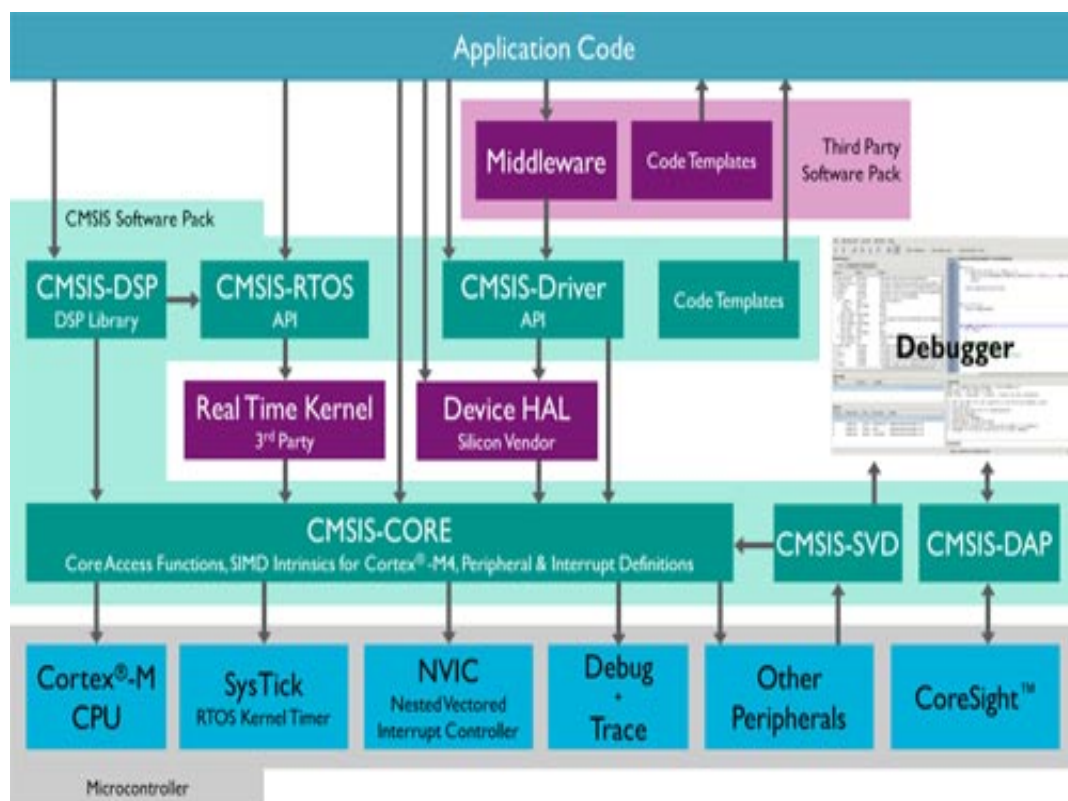 Application Code
Middleware
Code Templates
Third Party
Software Pack
CMSIS Software Pack
CMSIS-DSP
DSP Library
CMSIS-RTOS
API
CMSIS-Driver
API
Code Templates
Debugger
Real Time Kernel
3rd Party
Device HAL
Silicon Vendor
CMSIS-CORE
Core Access Functions, SIMD Intrinsics for Cortex®-M4, Peripheral & Interrupt Definitions
CMSIS-SVD
CMSIS-DAP
Cortex®-M
CPU
SysTick
RTOS Kernel Timer
NVIC
Nested Vectored
Interrupt Controller
Debug
+
Trace
Other
Peripherals
CoreSight™
Microcontroller